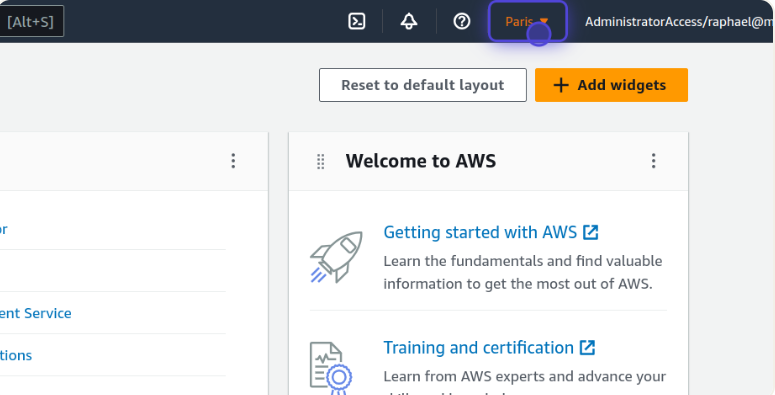 [Alt+S]
Paris
AdministratorAccess/raphael@m
Reset to default layout
Add widgets
Welcome to AWS
or
ent Service
tions
Getting started with AWS
Learn the fundamentals and find valuable
information to get the most out of AWS.
Training and certification
Learn from AWS experts and advance your